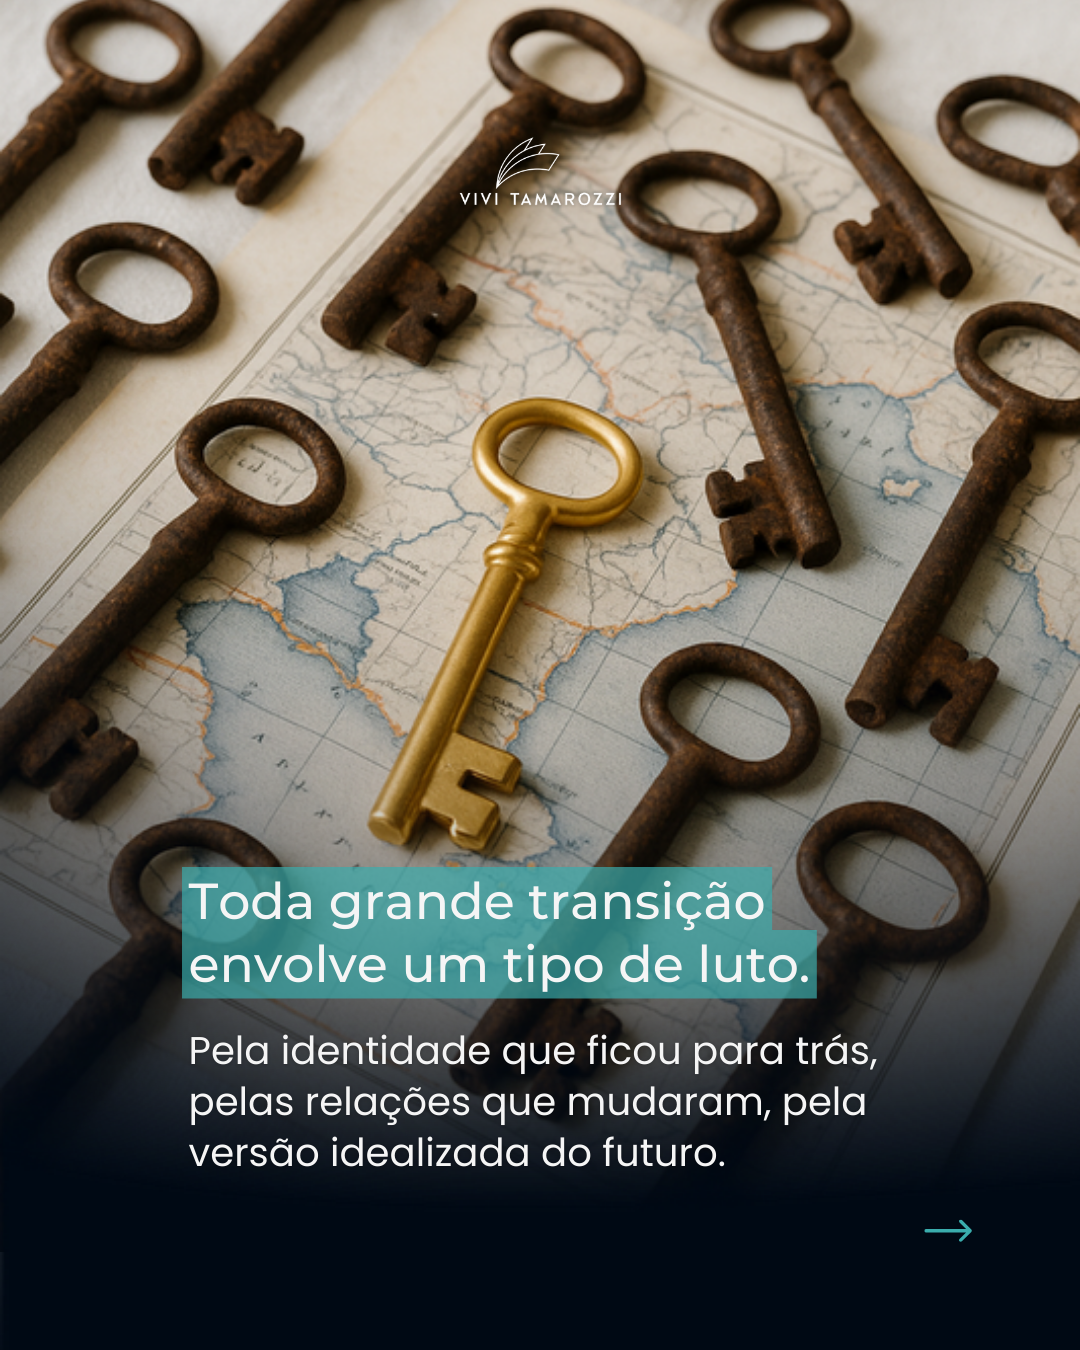 VIVI TAMAROZZI
Toda grande transição
envolve um tipo de luto.
Pela identidade que ficou para trás,
pelas relações que mudaram, pela
versão idealizada do futuro.